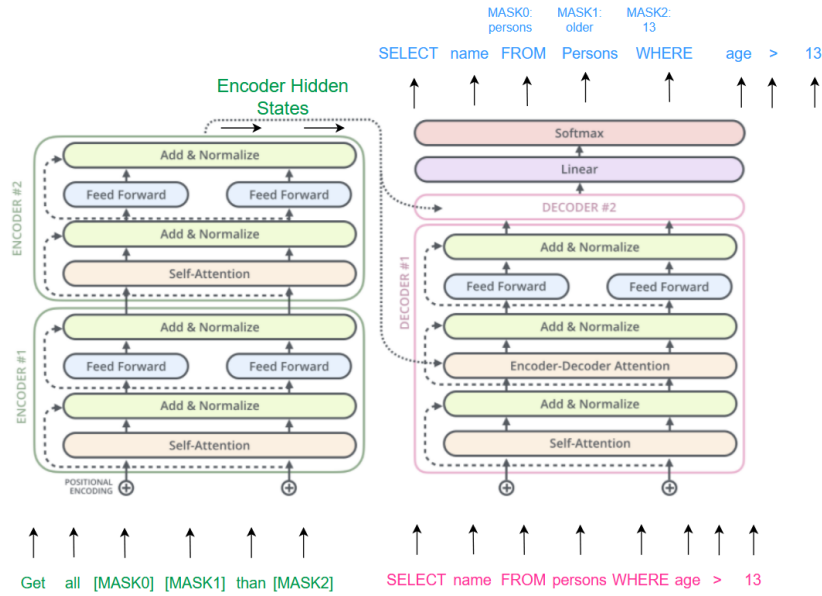 MASK0:
persons
MASK1:
older
MASK2:
13
SELECT name FROM Persons WHERE age > 13
Encoder Hidden
States
ENCODER #2
Add & Normalize
Feed Forward Feed Forward
Add & Normalize
Self-Attention
ENCODER #1
Add & Normalize
Feed Forward Feed Forward
Add & Normalize
Self-Attention
POSITIONAL
ENCODING
Get all [MASK0] [MASK1] than [MASK2]
Softmax
Linear
DECODER #2
DECODER #1
Add & Normalize
Feed Forward Feed Forward
Add & Normalize
Encoder-Decoder Attention
Add & Normalize
Self-Attention
SELECT name FROM persons WHERE age > 13